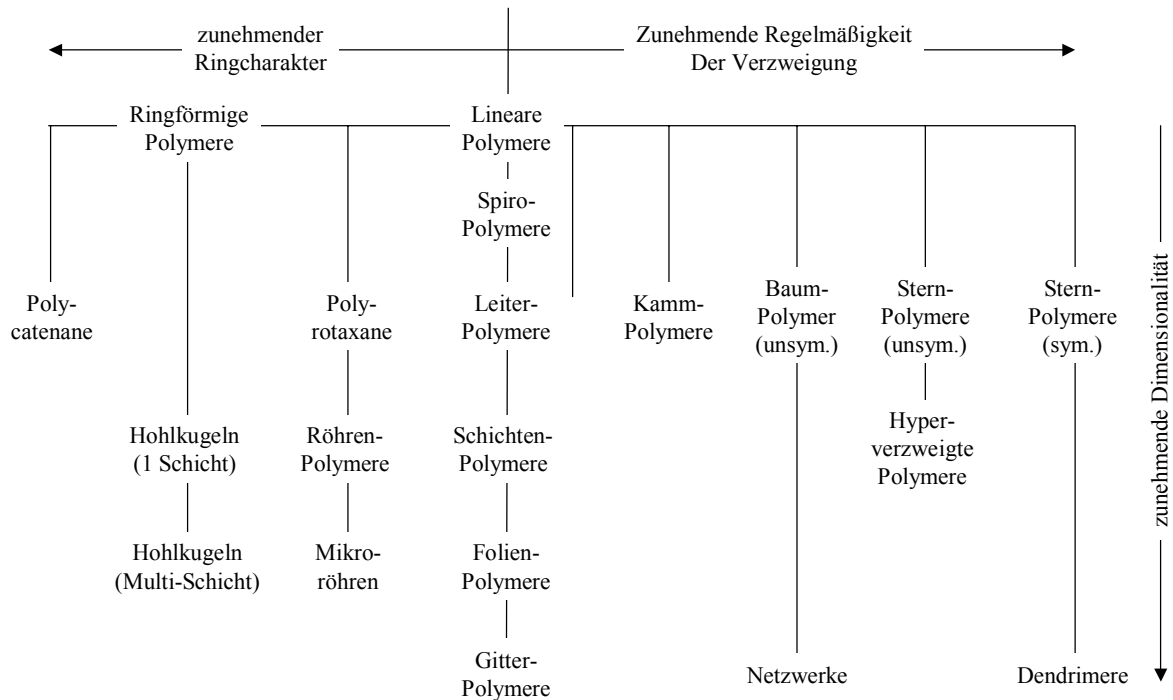 zunehmender
Ringcharakter
Zunehmende Regelmäßigkeit
Der Verzweigung
Ringförmige
Polymere
Lineare
Polymere
Spiro-
Polymere
Poly-
catenane
Poly-
rotaxane
Leiter-
Polymere
Kamm-
Polymere
Baum-
Polymer
(unsym.)
Stern-
Polymere
(unsym.)
Stern-
Polymere
(sym.)
Hohlkugeln
(1 Schicht)
Röhren-
Polymere
Schichten-
Polymere
Hyper-
verzweigte
Polymere
Hohlkugeln
(Multi-Schicht)
Mikro-
röhren
Folien-
Polymere
Gitter-
Polymere
Netzwerke
Dendrimere
zunehmende Dimensionalität